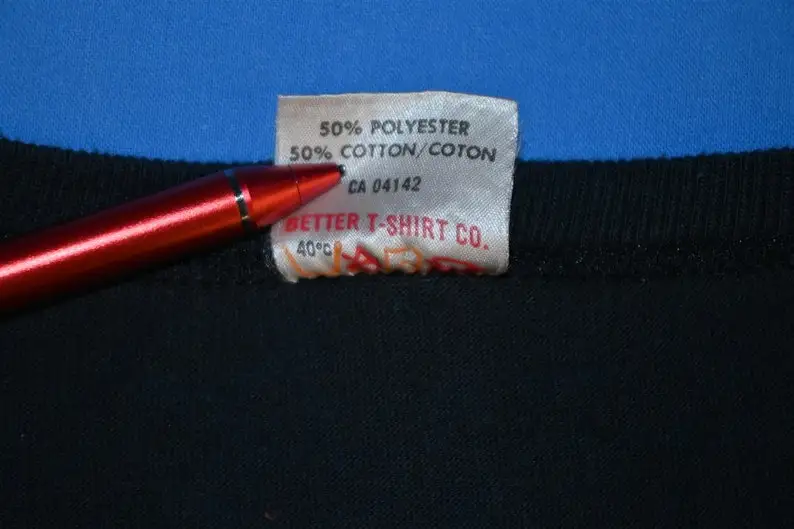 50% POLYESTER
50% COTTON/COTON
CA 04142
BETTER T-SHIRT CO.
40°C